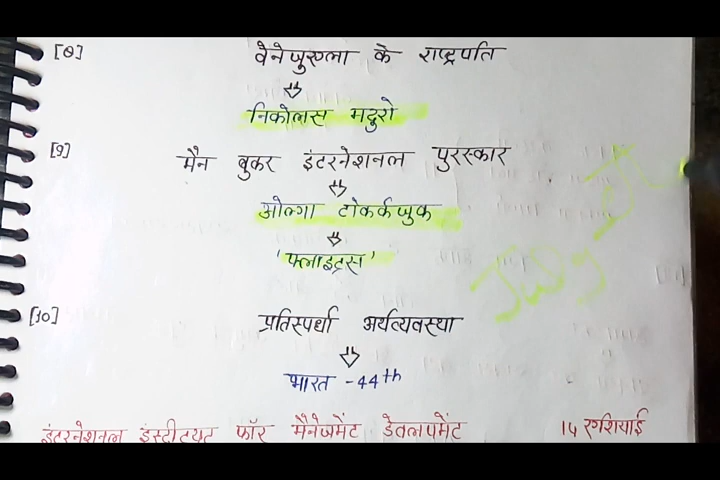 [8] वेनेजुएला के राष्ट्रपति
⇓
निकोलस मदुरो
[9] मैन बुकर इंटरनेशनल पुरस्कार
⇓
ओल्गा टोकर्कजुक
⇓
'फ्लाइट्स'
[10] प्रतिस्पर्धा अर्थव्यवस्था
⇓
भारत - 44th
इंटरनेशनल इंस्टीट्यूट फॉर मैनेजमेंट डेवलपमेंट 14 एशियाई